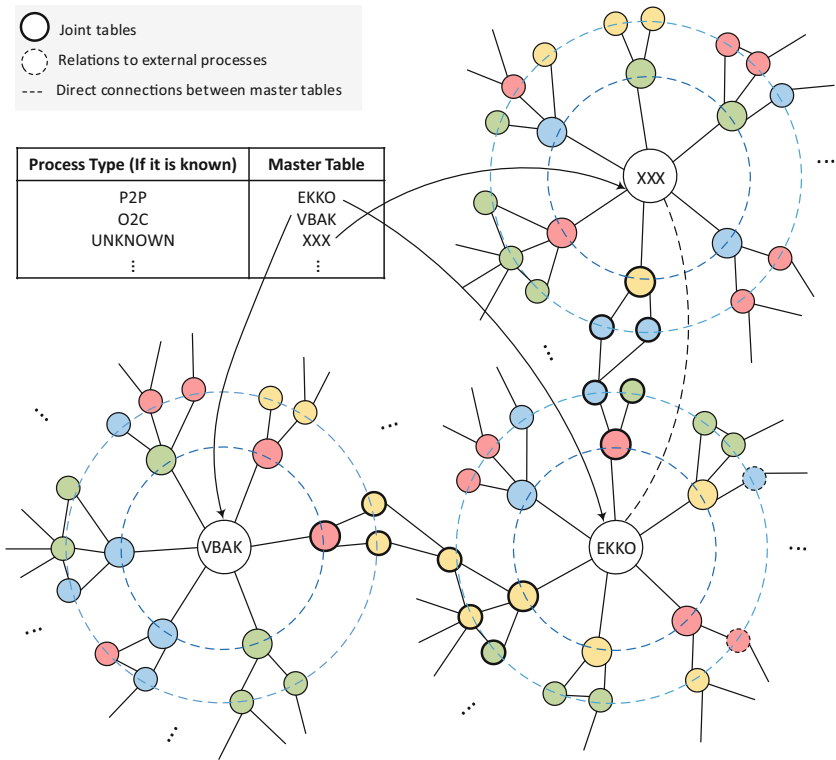 Joint tables
Relations to external processes
Direct connections between master tables
Process Type (If it is known) Master Table
P2P EKKO
O2C VBAK
UNKNOWN XXX
⋮ ⋮
XXX
...
...
...
...
VBAK
EKKO
...
...
...
...